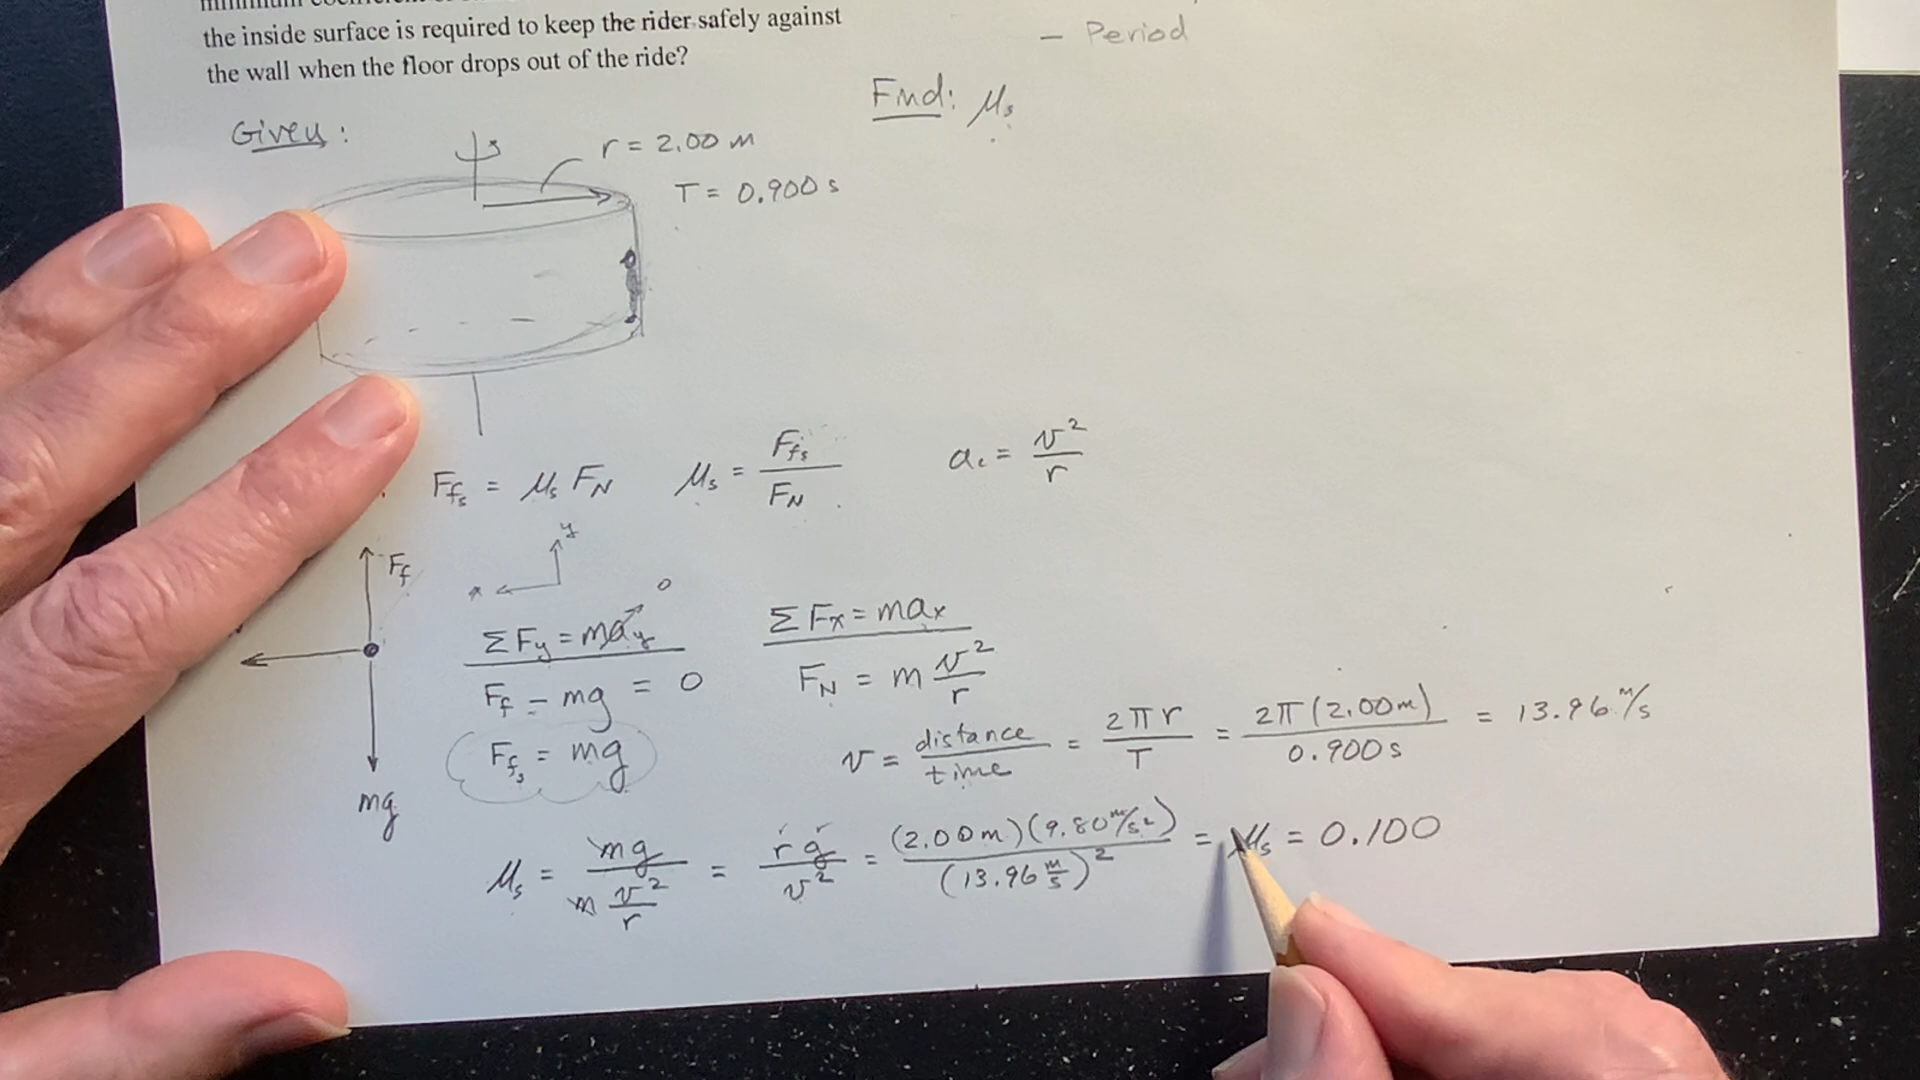 the inside surface is required to keep the rider safely against
the wall when the floor drops out of the ride?
– Period
Find: μs
Given:
r = 2.00 m
T = 0.900 s
Ffs = μs FN
μs = Ffs / FN
ac = v² / r
y
x
Ff
mg
ΣFy = may 0
Ff − mg = 0
Ffs = mg
ΣFx = max
FN = m v² / r
v = distance / time = 2πr / T = 2π(2.00m) / 0.900s = 13.96 m/s
μs = mg / m v²/r = rg / v² = (2.00m)(9.80 m/s²) / (13.96 m/s)² = μs = 0.100